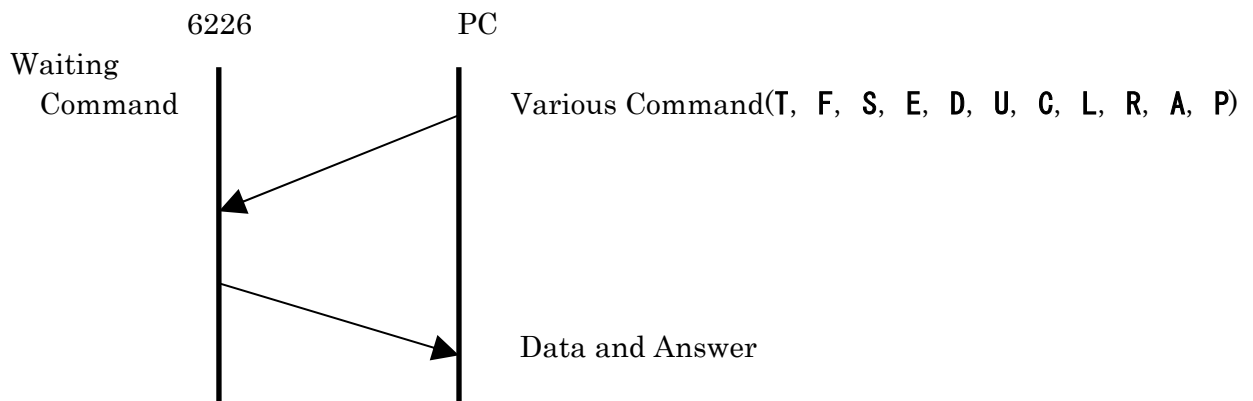 6226 PC
Waiting
Command Various Command(T, F, S, E, D, U, C, L, R, A, P)
Data and Answer